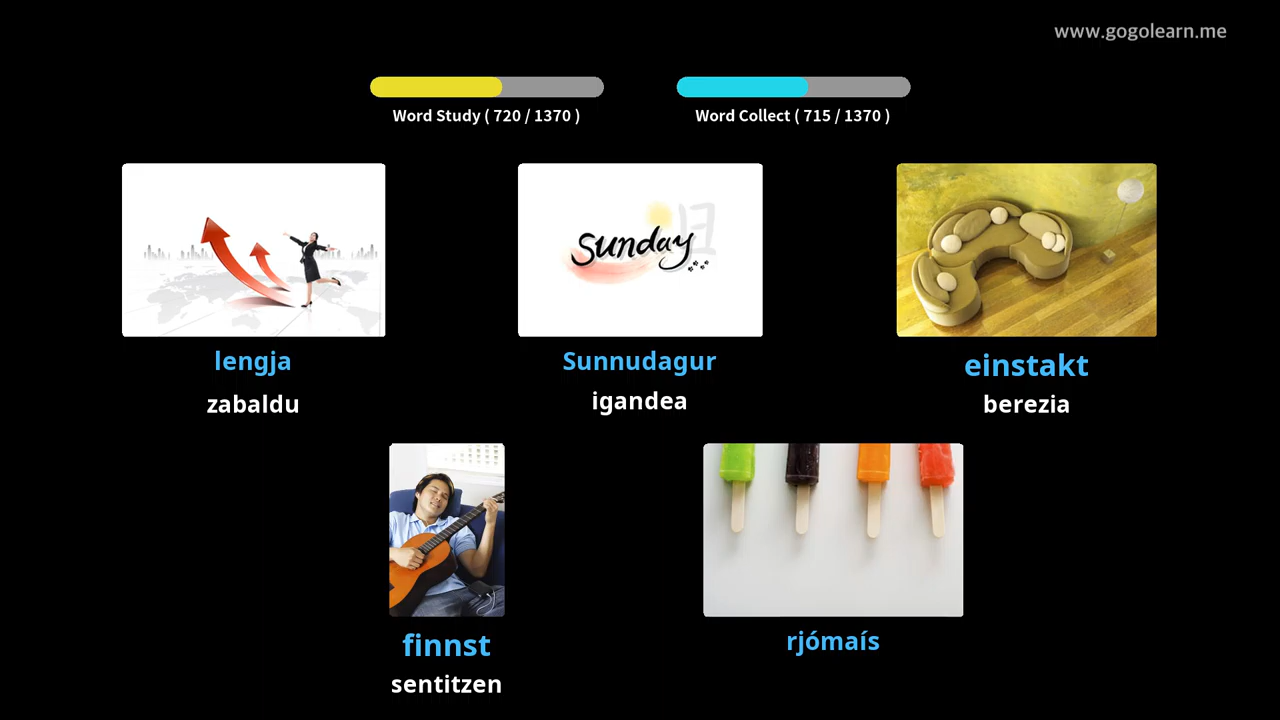 www.gogolearn.me
Word Study ( 720 / 1370 )
Word Collect ( 715 / 1370 )
Sunday
旦
lengja
zabaldu
Sunnudagur
igandea
einstakt
berezia
finnst
sentitzen
rjómaís